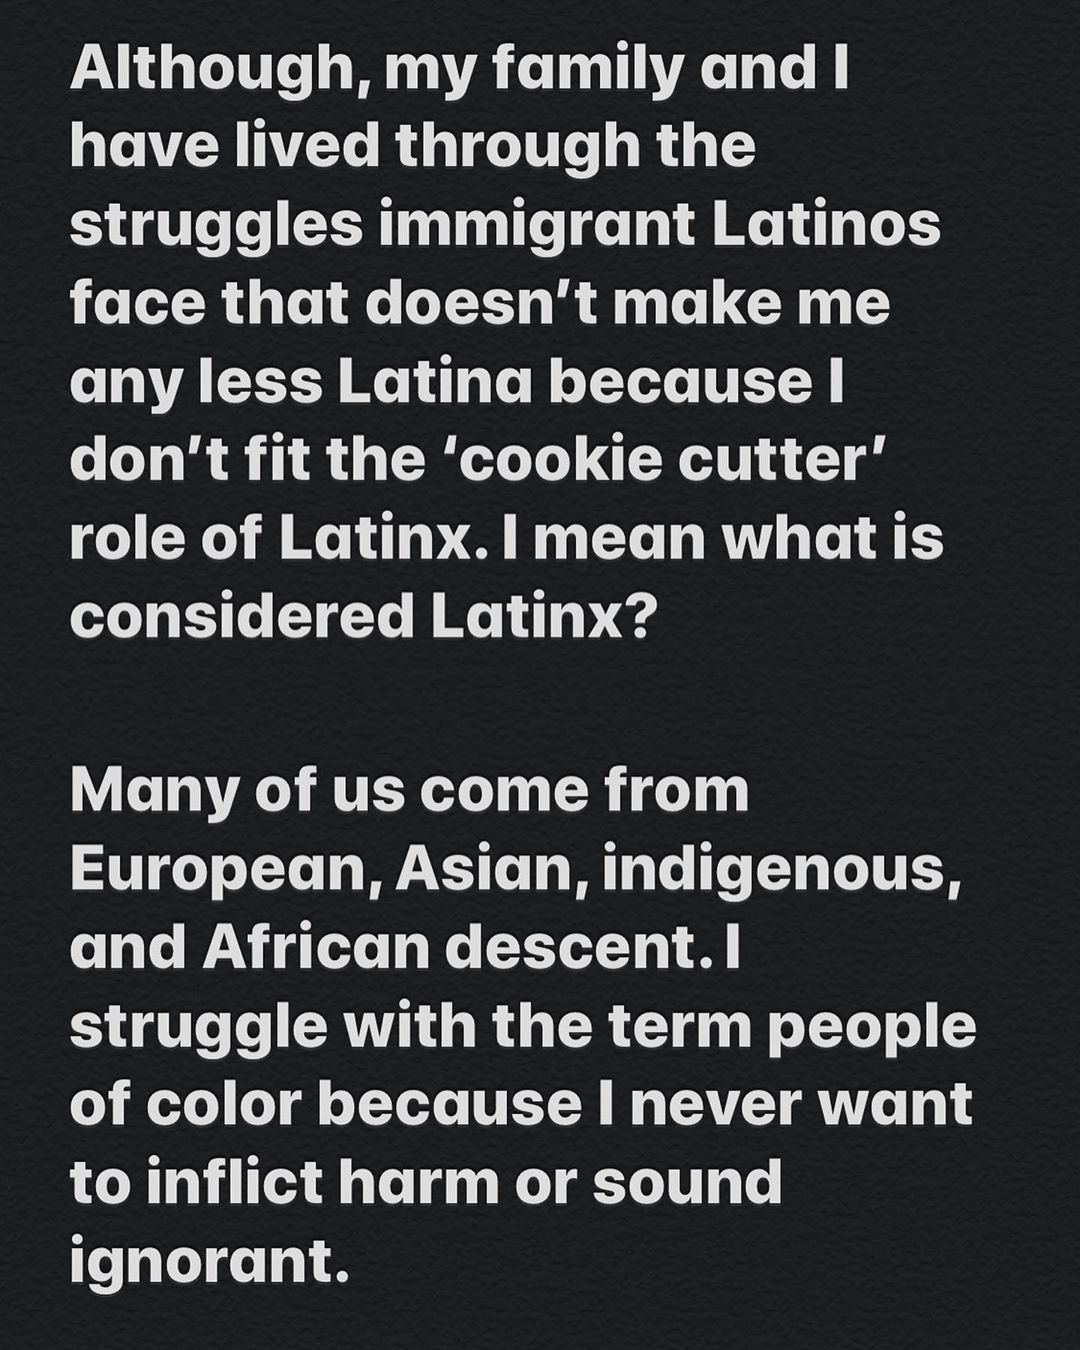 Although, my family and I
have lived through the
struggles immigrant Latinos
face that doesn’t make me
any less Latina because I
don’t fit the ‘cookie cutter’
role of Latinx. I mean what is
considered Latinx?
Many of us come from
European, Asian, indigenous,
and African descent. I
struggle with the term people
of color because I never want
to inflict harm or sound
ignorant.